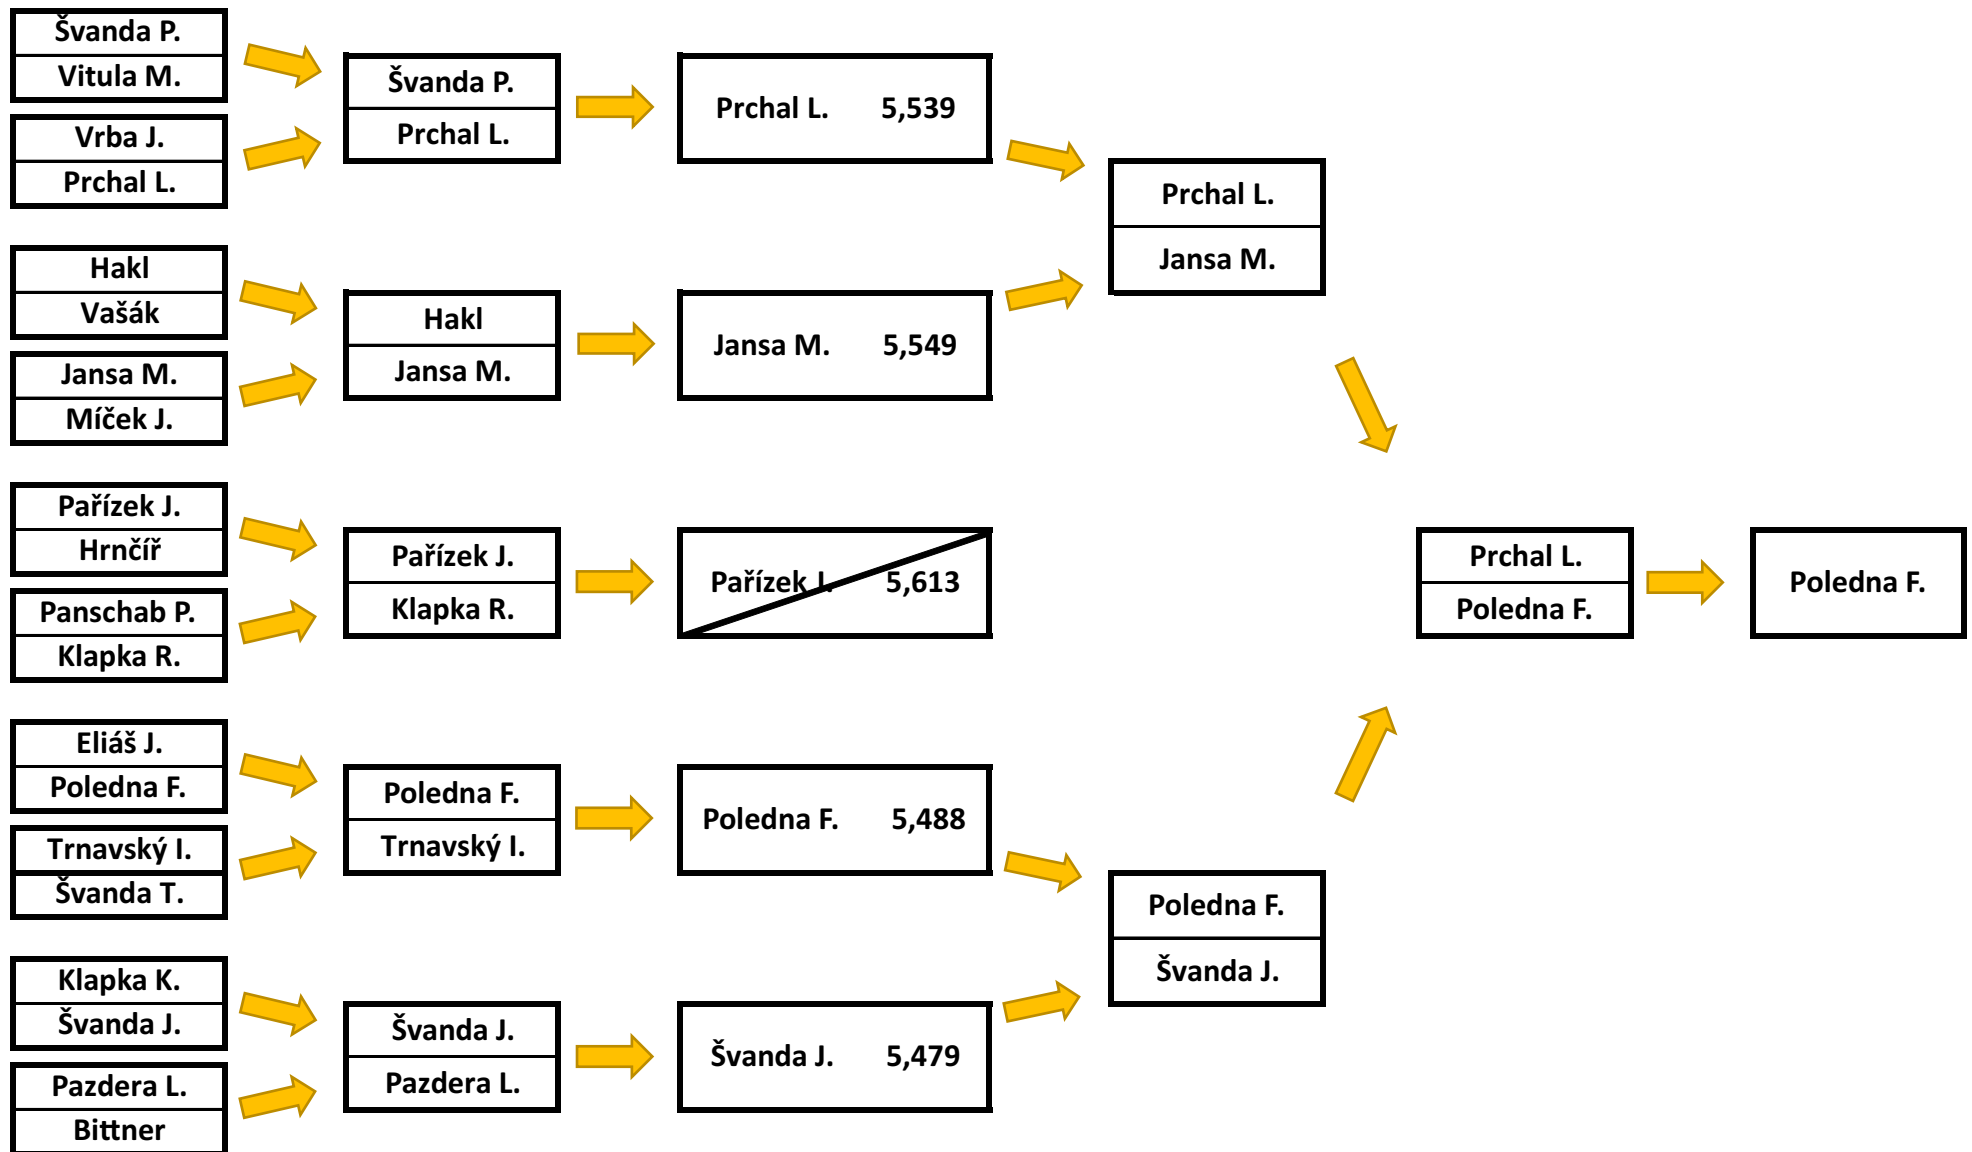 Švanda P.
Vitula M.
Vrba J.
Prchal L.
Hakl
Vašák
Jansa M.
Míček J.
Pařízek J.
Hrnčíř
Panschab P.
Klapka R.
Eliáš J.
Poledna F.
Trnavský I.
Švanda T.
Klapka K.
Švanda J.
Pazdera L.
Bittner
Švanda P.
Prchal L.
Hakl
Jansa M.
Pařízek J.
Klapka R.
Poledna F.
Trnavský I.
Švanda J.
Pazdera L.
Prchal L. 5,539
Jansa M. 5,549
Pařízek J. 5,613
Poledna F. 5,488
Švanda J. 5,479
Prchal L.
Jansa M.
Poledna F.
Švanda J.
Prchal L.
Poledna F.
Poledna F.